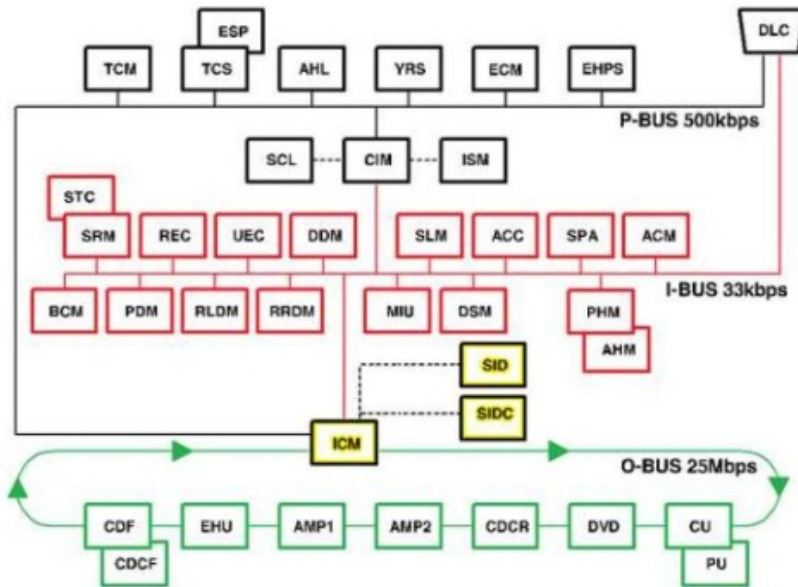 ESP
DLC
TCM
TCS
AHL
YRS
ECM
EHPS
P-BUS 500kbps
SCL
CIM
ISM
STC
SRM
REC
UEC
DDM
SLM
ACC
SPA
ACM
I-BUS 33kbps
BCM
PDM
RLDM
RRDM
MIU
DSM
PHM
AHM
SID
SIDC
ICM
O-BUS 25Mbps
CDF
EHU
AMP1
AMP2
CDCR
DVD
CU
CDCF
PU